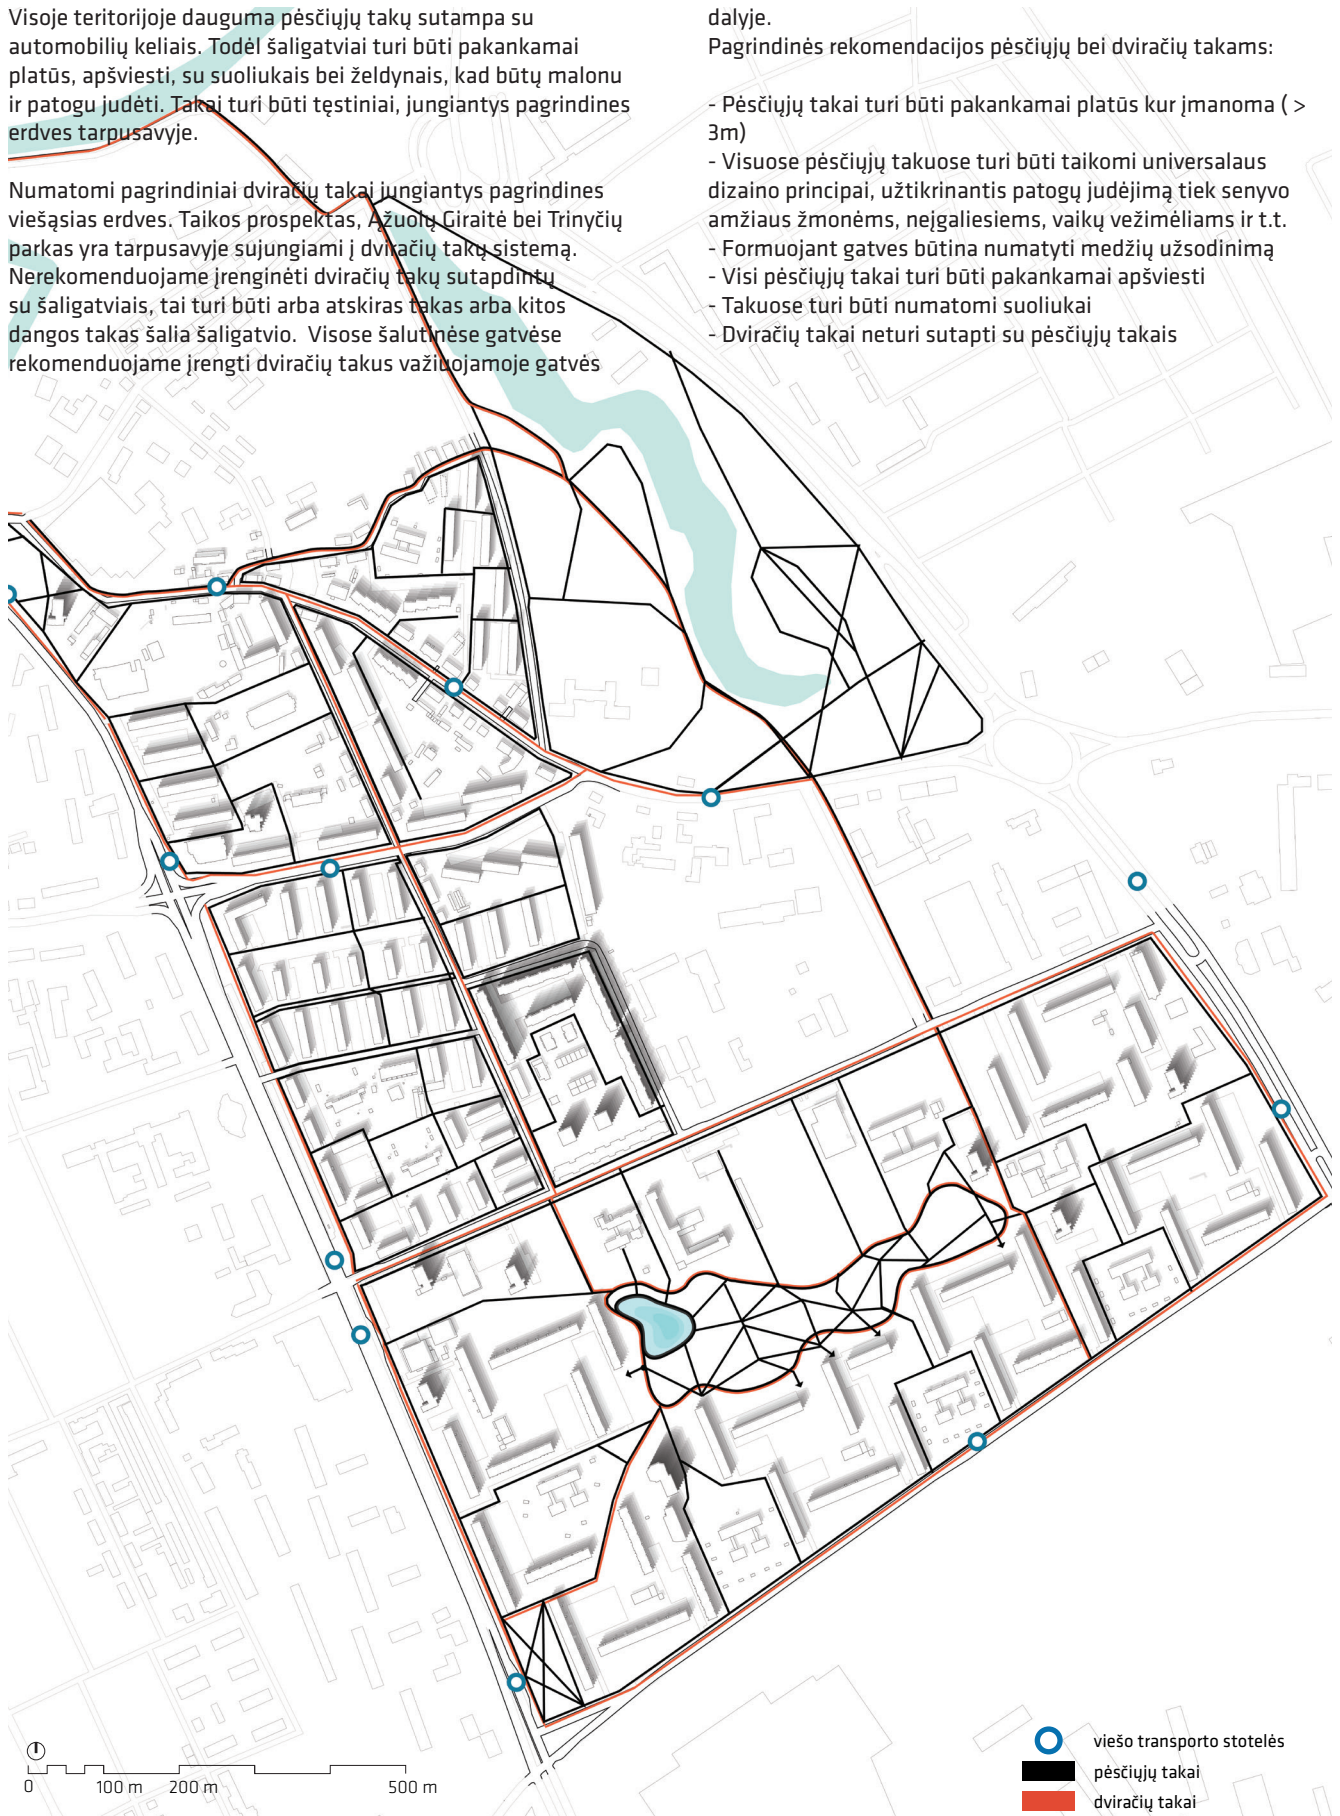 Visoje teritorijoje dauguma pėsčiųjų takų sutampa su
automobilių keliais. Todėl šaligatviai turi būti pakankamai
platūs, apšviesti, su suoliukais bei želdynais, kad būtų malonu
ir patogu judėti. Takai turi būti tęstiniai, jungiantys pagrindines
erdves tarpusavyje.
Numatomi pagrindiniai dviračių takai jungiantys pagrindines
viešąsias erdves. Taikos prospektas, Ąžuolų Giraitė bei Trinyčių
parkas yra tarpusavyje sujungiami į dviračių takų sistemą.
Nerekomenduojame įrenginėti dviračių takų sutapdintų
su šaligatviais, tai turi būti arba atskiras takas arba kitos
dangos takas šalia šaligatvio. Visose šalutinėse gatvėse
rekomenduojame įrengti dviračių takus važiuojamoje gatvės
dalyje.
Pagrindinės rekomendacijos pėsčiųjų bei dviračių takams:
- Pėsčiųjų takai turi būti pakankamai platūs kur įmanoma ( >
3m)
- Visuose pėsčiųjų takuose turi būti taikomi universalaus
dizaino principai, užtikrinantis patogų judėjimą tiek senyvo
amžiaus žmonėms, neįgaliesiems, vaikų vežimėliams ir t.t.
- Formuojant gatves būtina numatyti medžių užsodinimą
- Visi pėsčiųjų takai turi būti pakankamai apšviesti
- Takuose turi būti numatomi suoliukai
- Dviračių takai neturi sutapti su pėsčiųjų takais
0 100 m 200 m 500 m
viešo transporto stotelės
pėsčiųjų takai
dviračių takai